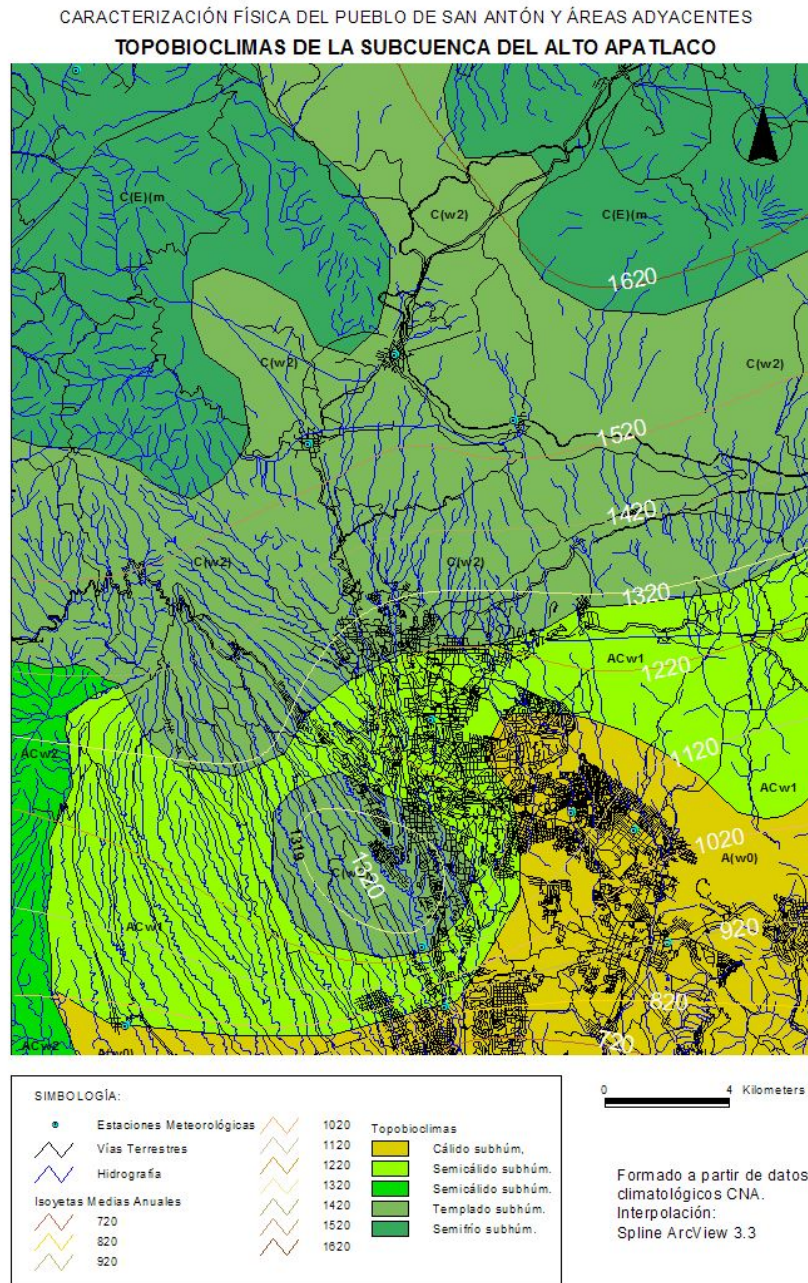 CARACTERIZACIÓN FÍSICA DEL PUEBLO DE SAN ANTÓN Y ÁREAS ADYACENTES
TOPOBIOCLIMAS DE LA SUBCUENCA DEL ALTO APATLACO
C(E)(m
C(w2)
C(E)(m
1620
C(w2)
C(w2)
1520
1420
C(w2)
C(w2)
1320
ACw1
1220
ACw2
1120
ACw1
1319
1320
1020
A(w0)
ACw1
920
820
ACw2
A(w0)
720
SIMBOLOGÍA:
Estaciones Meteorológicas
Vías Terrestres
Hidrografía
Isoyetas Medias Anuales
720
820
920
1020
1120
1220
1320
1420
1520
1620
Topobioclimas
Cálido subhúm,
Semicálido subhúm.
Semicálido subhúm.
Templado subhúm.
Semifrío subhúm.
0 4 Kilometers
Formado a partir de datos
climatológicos CNA.
Interpolación:
Spline ArcView 3.3